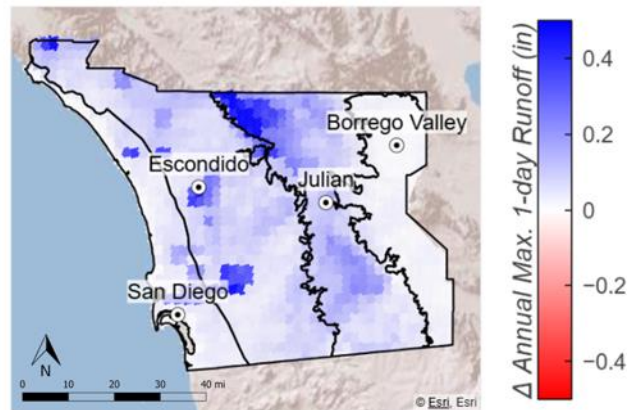 Borrego Valley
Escondido
Julian
San Diego
N
0 10 20 30 40 mi
© Esri, Esri
Δ Annual Max. 1-day Runoff (in)
0.4
0.2
0
−0.2
−0.4